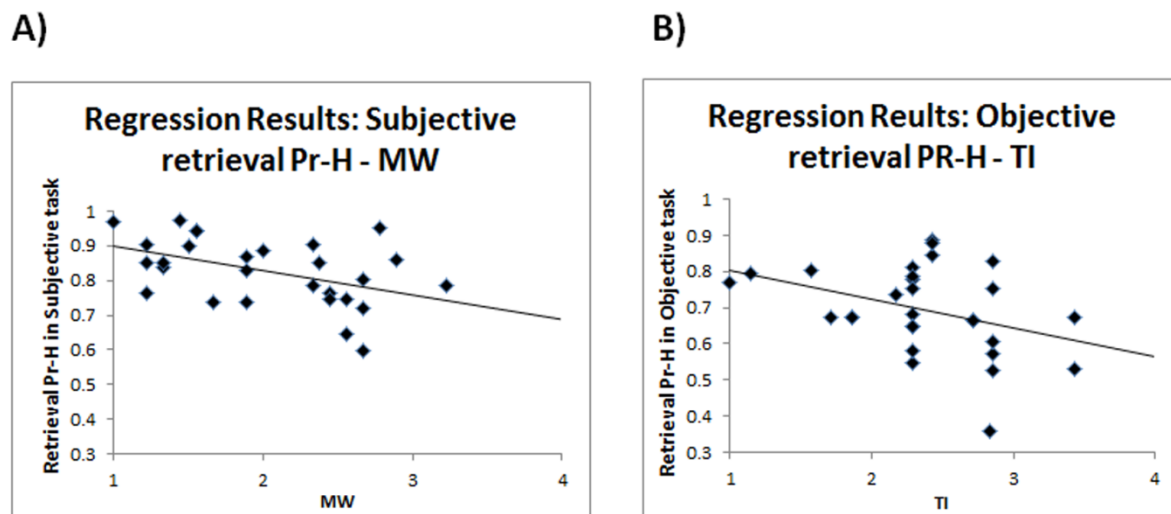 A)
Regression Results: Subjective
retrieval Pr-H - MW
Retrieval Pr-H in Subjective task
1
0.9
0.8
0.7
0.6
0.5
0.4
0.3
1 2 3 4
MW
B)
Regression Reults: Objective
retrieval PR-H - TI
Retrieval Pr-H in Objective task
1
0.9
0.8
0.7
0.6
0.5
0.4
0.3
1 2 3 4
TI